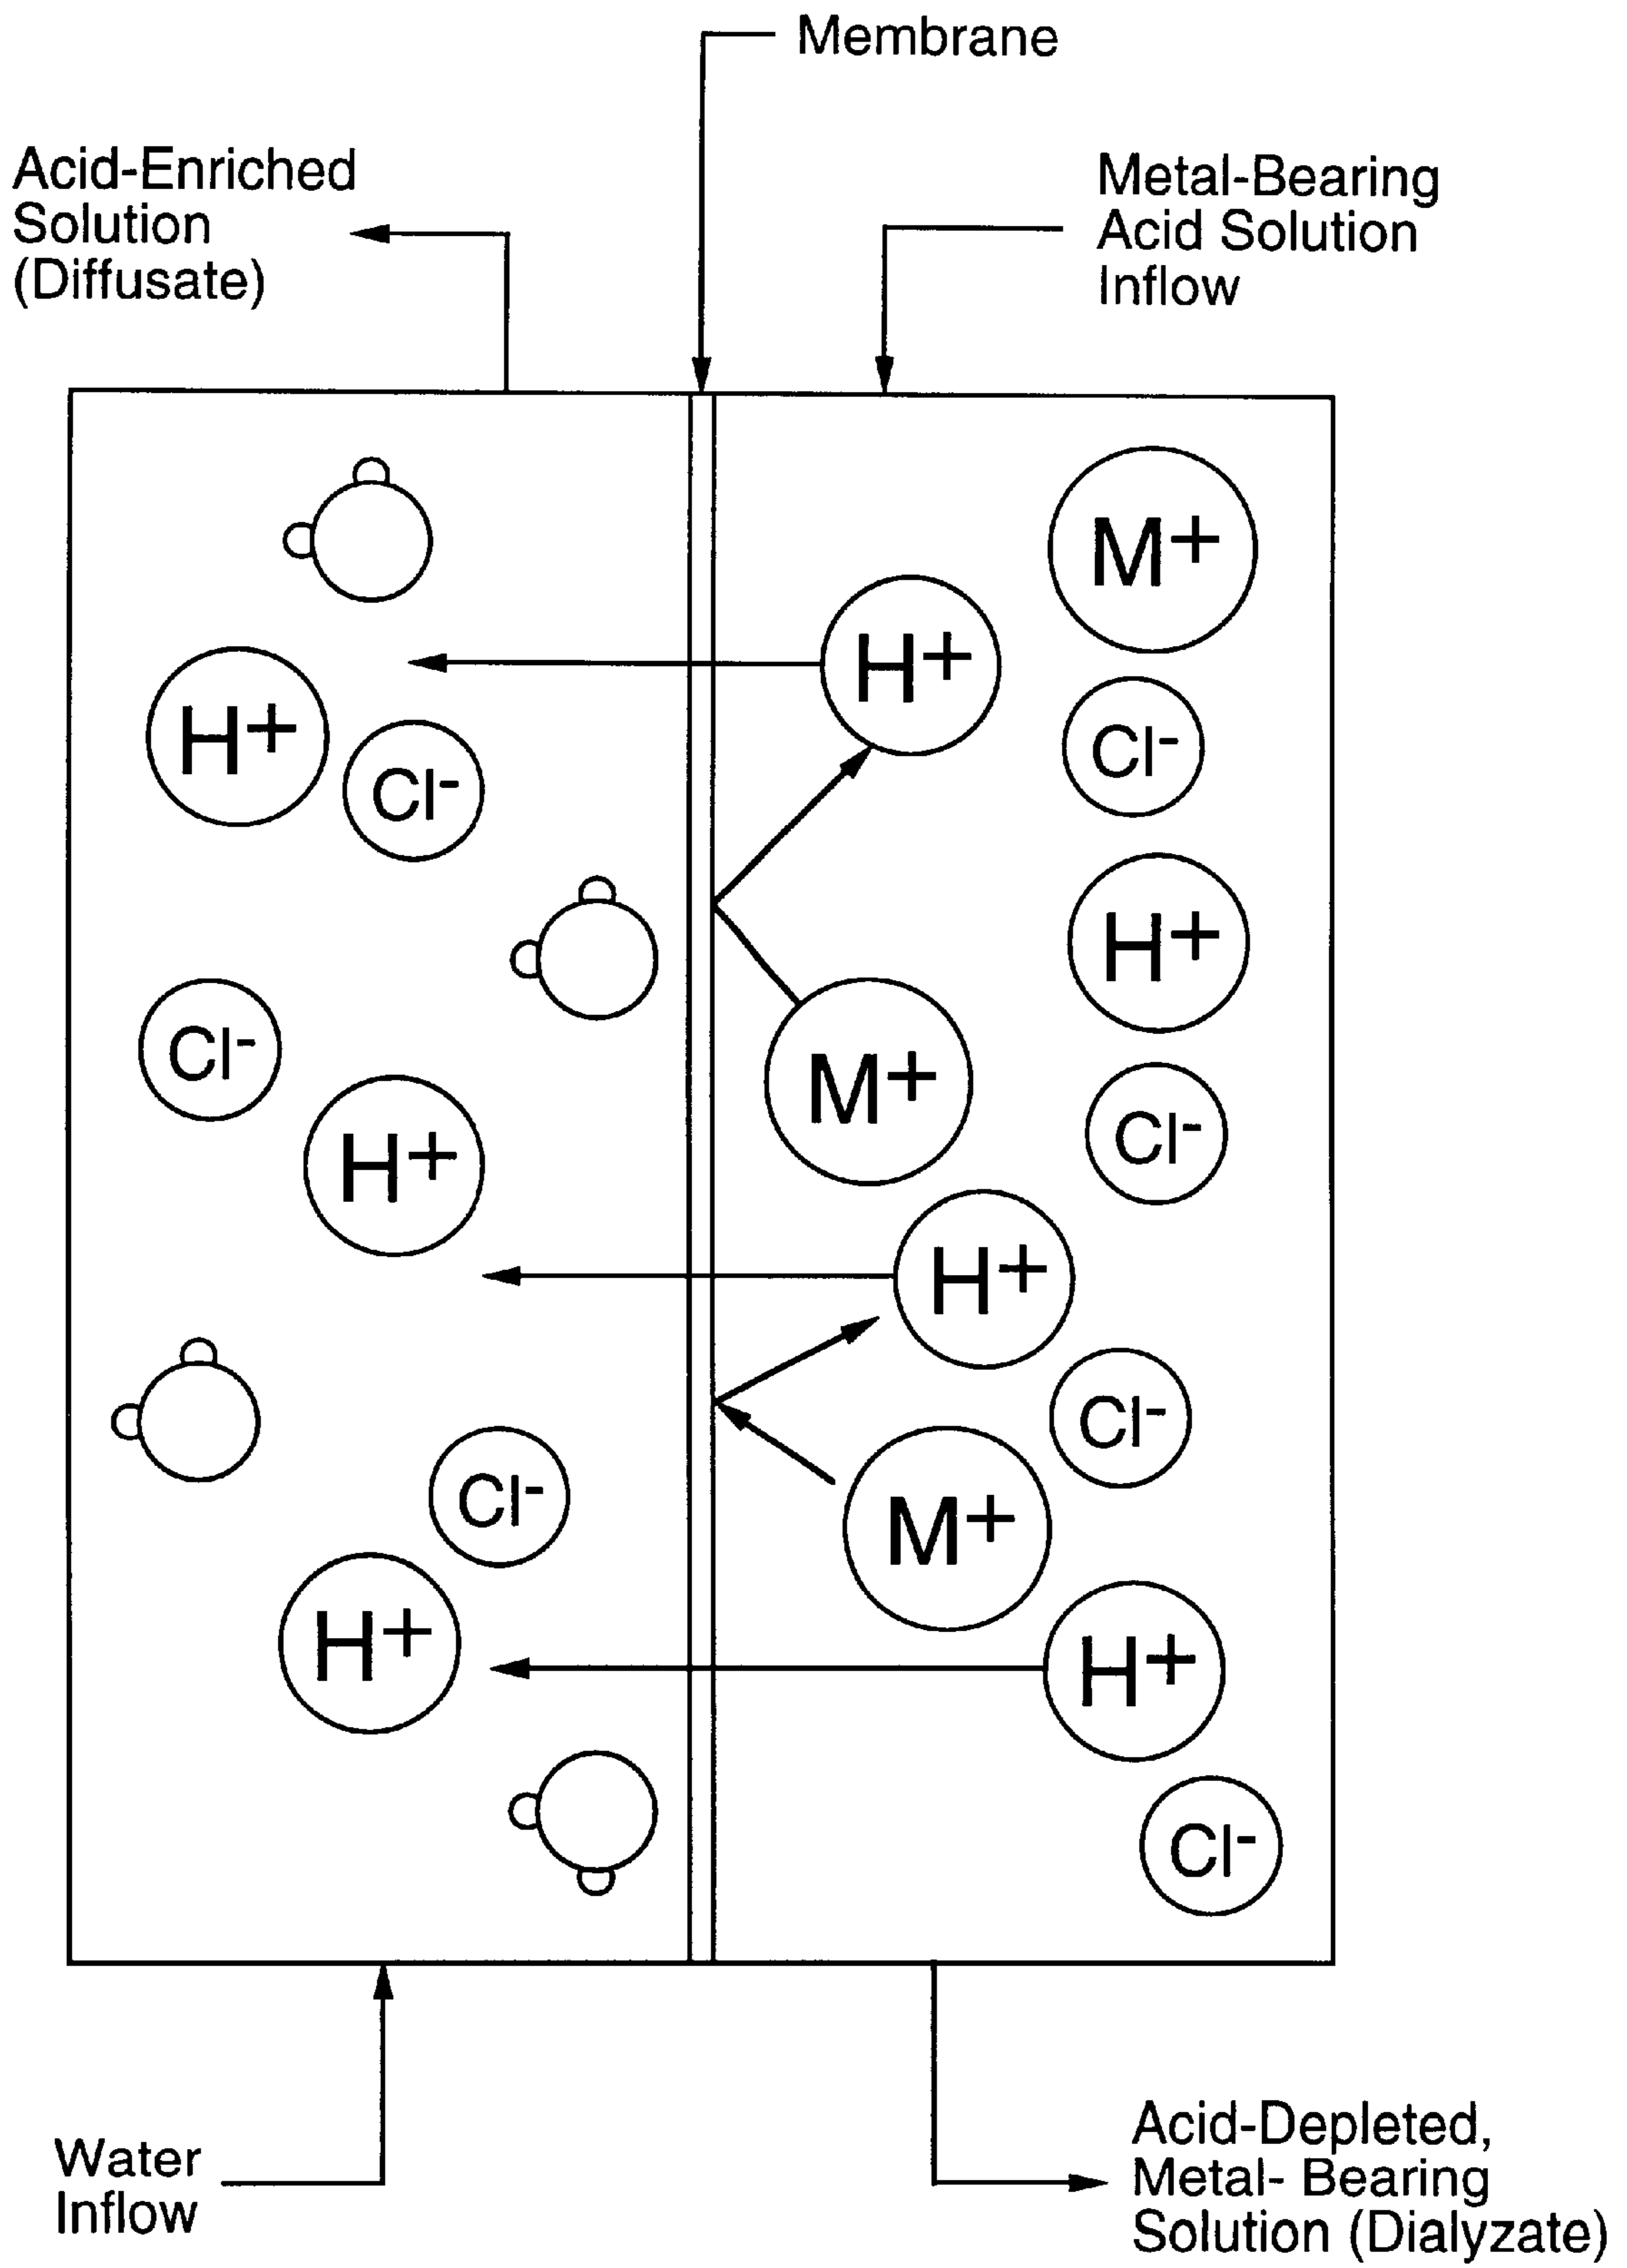 Membrane
Acid-Enriched
Solution
(Diffusate)
Metal-Bearing
Acid Solution
Inflow
M+
H+
Cl-
H+
Cl-
H+
Cl-
M+
Cl-
H+
H+
Cl-
Cl-
M+
H+
H+
Cl-
Water
Inflow
Acid-Depleted,
Metal- Bearing
Solution (Dialyzate)